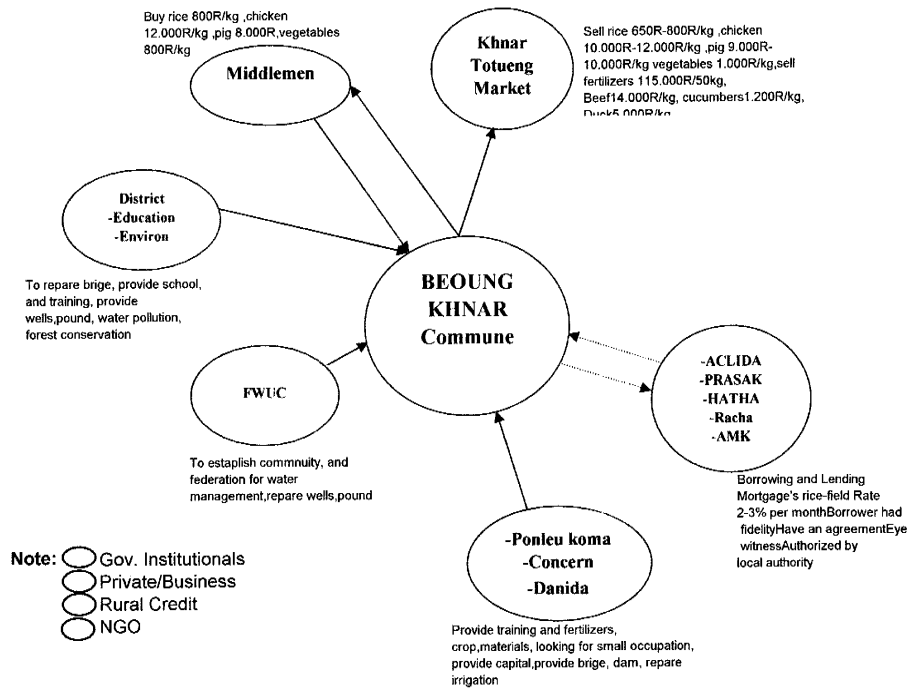 Buy rice 800R/kg ,chicken
12.000R/kg ,pig 8.000R,vegetables
800R/kg
Middlemen
Khnar
Totueng
Market
Sell rice 650R-800R/kg ,chicken
10.000R-12.000R/kg ,pig 9.000R-
10.000R/kg vegetables 1.000R/kg,sell
fertilizers 115.000R/50kg,
Beef14.000R/kg, cucumbers1.200R/kg,
Duck5.000R/kg
District
-Education
-Environ
To repare brige, provide school,
and training, provide
wells,pound, water pollution,
forest conservation
BEOUNG
KHNAR
Commune
FWUC
To estaplish commnuity, and
federation for water
management,repare wells,pound
-ACLIDA
-PRASAK
-HATHA
-Racha
-AMK
Borrowing and Lending
Mortgage's rice-field Rate
2-3% per monthBorrower had
fidelityHave an agreementEye
witnessAuthorized by
local authority
-Ponleu koma
-Concern
-Danida
Provide training and fertilizers,
crop,materials, looking for small occupation,
provide capital,provide brige, dam, repare
irrigation
Note:
Gov. Institutionals
Private/Business
Rural Credit
NGO